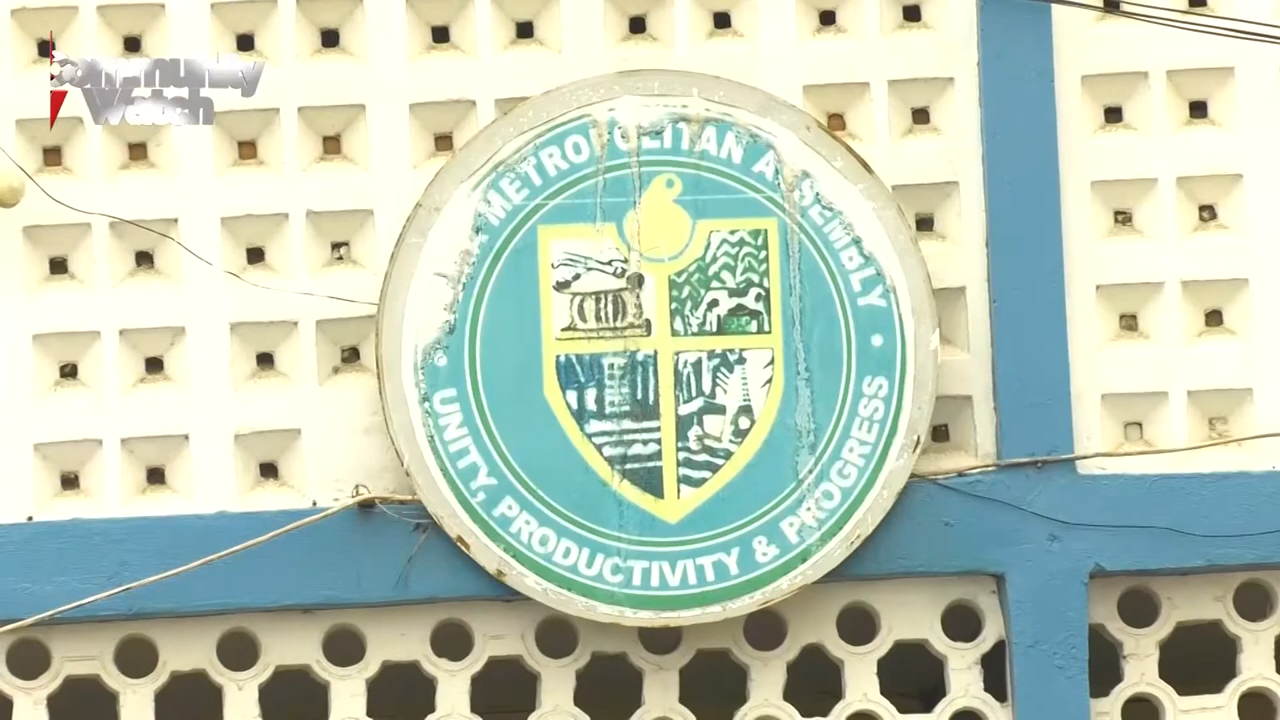 Community
Watch
METROPOLITAN ASSEMBLY
UNITY, PRODUCTIVITY & PROGRESS